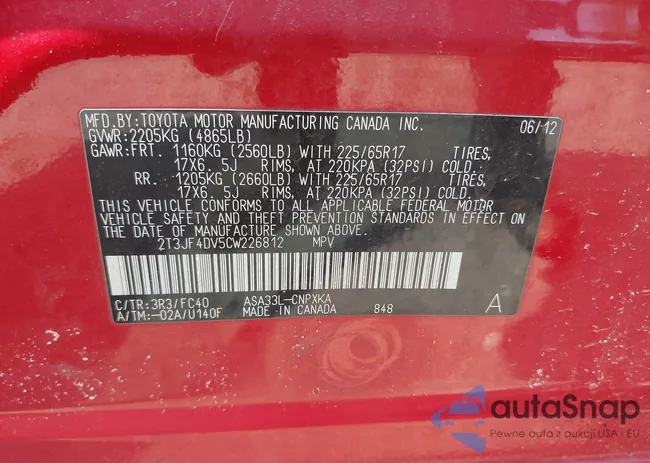 MFD.BY:TOYOTA MOTOR MANUFACTURING CANADA INC. 06/12
GVWR:2205KG (4865LB)
GAWR:FRT. 1160KG (2560LB) WITH 225/65R17 TIRES,
17X6.5J RIMS, AT 220KPA (32PSI) COLD.
RR. 1205KG (2660LB) WITH 225/65R17 TIRES,
17X6.5J RIMS, AT 220KPA (32PSI) COLD.
THIS VEHICLE CONFORMS TO ALL APPLICABLE FEDERAL MOTOR
VEHICLE SAFETY AND THEFT PREVENTION STANDARDS IN EFFECT
ON THE DATE OF MANUFACTURE SHOWN ABOVE.
2T3JF4DV5CW226812 MPV
C/TR:3R3/FC40 ASA33L-CNPXKA A
A/TM:-02A/U140F MADE IN CANADA 848
autaSnap
Pewne auta z aukcji USA i EU